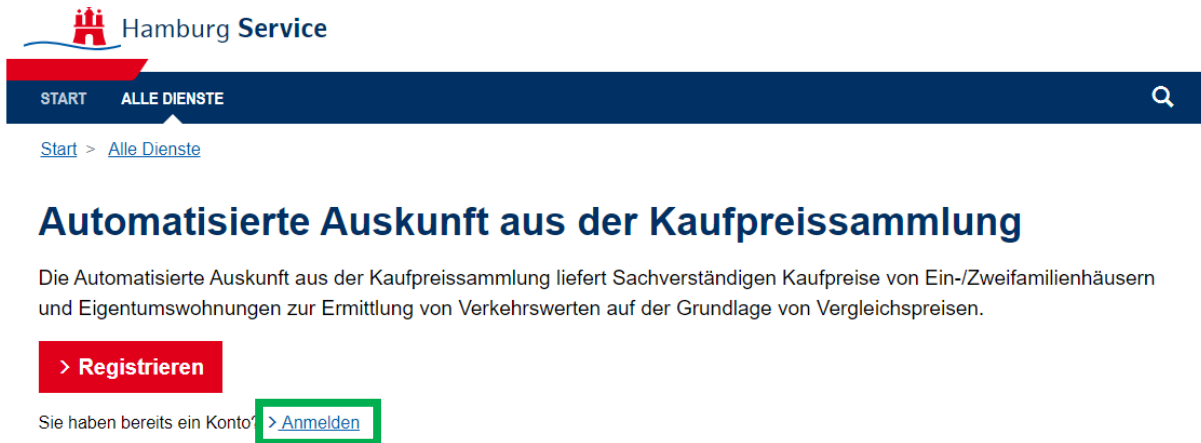 Hamburg Service
START ALLE DIENSTE
Start > Alle Dienste
Automatisierte Auskunft aus der Kaufpreissammlung
Die Automatisierte Auskunft aus der Kaufpreissammlung liefert Sachverständigen Kaufpreise von Ein-/Zweifamilienhäusern
und Eigentumswohnungen zur Ermittlung von Verkehrswerten auf der Grundlage von Vergleichspreisen.
> Registrieren
Sie haben bereits ein Konto? > Anmelden